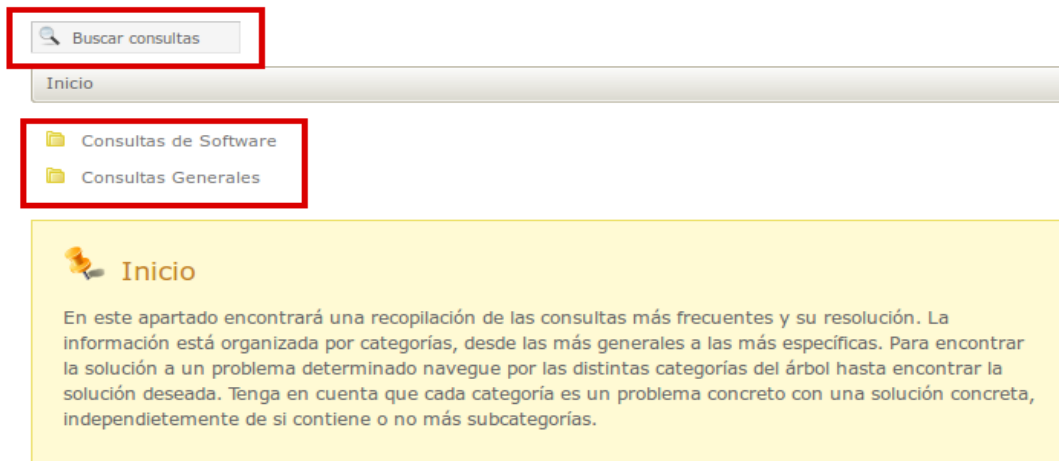 Buscar consultas
Inicio
Consultas de Software
Consultas Generales
Inicio
En este apartado encontrará una recopilación de las consultas más frecuentes y su resolución. La
información está organizada por categorías, desde las más generales a las más específicas. Para encontrar
la solución a un problema determinado navegue por las distintas categorías del árbol hasta encontrar la
solución deseada. Tenga en cuenta que cada categoría es un problema concreto con una solución concreta,
independietemente de si contiene o no más subcategorías.